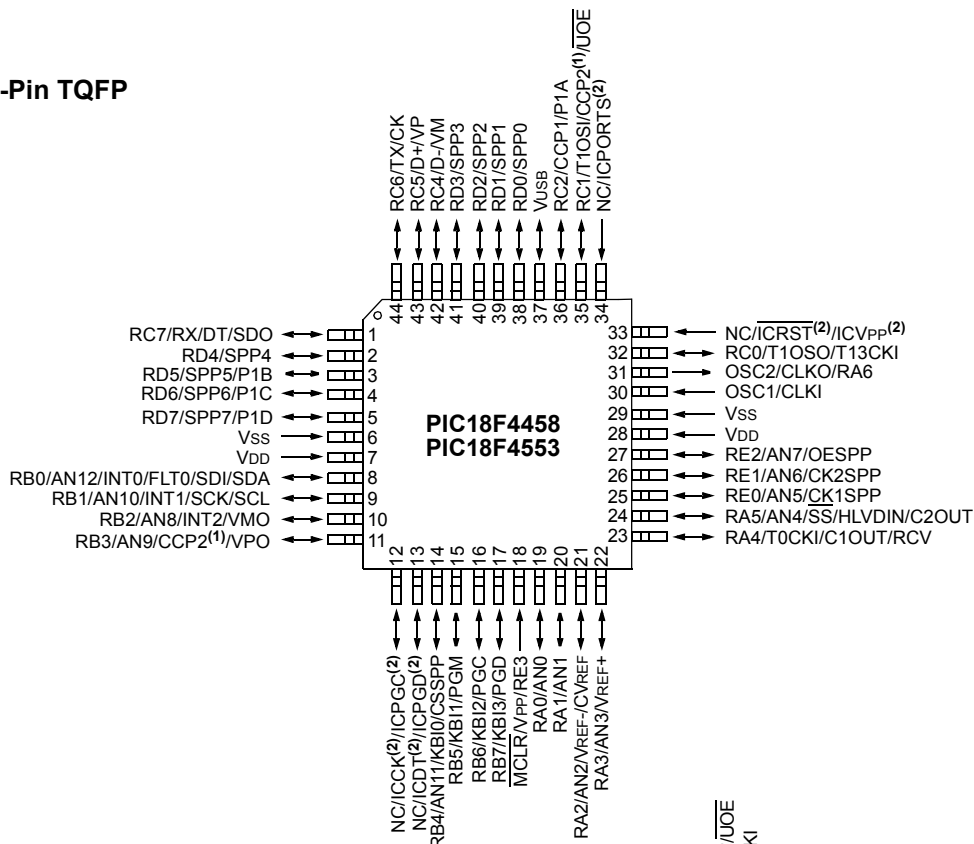 -Pin TQFP
RC6/TX/CK
RC5/D+/VP
RC4/D-/VM
RD3/SPP3
RD2/SPP2
RD1/SPP1
RD0/SPP0
VUSB
RC2/CCP1/P1A
RC1/T1OSI/CCP2(1)/UOE
NC/ICPORTS(2)
44
43
42
41
40
39
38
37
36
35
34
RC7/RX/DT/SDO 1
RD4/SPP4 2
RD5/SPP5/P1B 3
RD6/SPP6/P1C 4
RD7/SPP7/P1D 5
VSS 6
VDD 7
RB0/AN12/INT0/FLT0/SDI/SDA 8
RB1/AN10/INT1/SCK/SCL 9
RB2/AN8/INT2/VMO 10
RB3/AN9/CCP2(1)/VPO 11
PIC18F4458
PIC18F4553
33 NC/ICRST(2)/ICVPP(2)
32 RC0/T1OSO/T13CKI
31 OSC2/CLKO/RA6
30 OSC1/CLKI
29 VSS
28 VDD
27 RE2/AN7/OESPP
26 RE1/AN6/CK2SPP
25 RE0/AN5/CK1SPP
24 RA5/AN4/SS/HLVDIN/C2OUT
23 RA4/T0CKI/C1OUT/RCV
12
13
14
15
16
17
18
19
20
21
22
NC/ICCK(2)/ICPGC(2)
NC/ICDT(2)/ICPGD(2)
RB4/AN11/KBI0/CSSPP
RB5/KBI1/PGM
RB6/KBI2/PGC
RB7/KBI3/PGD
MCLR/VPP/RE3
RA0/AN0
RA1/AN1
RA2/AN2/VREF-/CVREF
RA3/AN3/VREF+
/UOE
KI